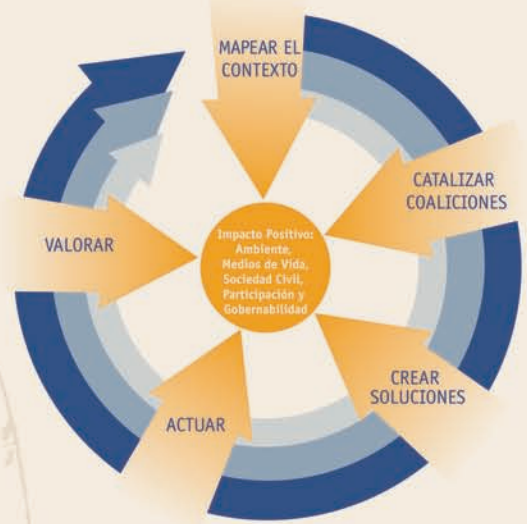 MAPEAR EL
CONTEXTO
CATALIZAR
COALICIONES
CREAR
SOLUCIONES
ACTUAR
VALORAR
Impacto Positivo:
Ambiente,
Medios de Vida,
Sociedad Civil,
Participación y
Gobernabilidad